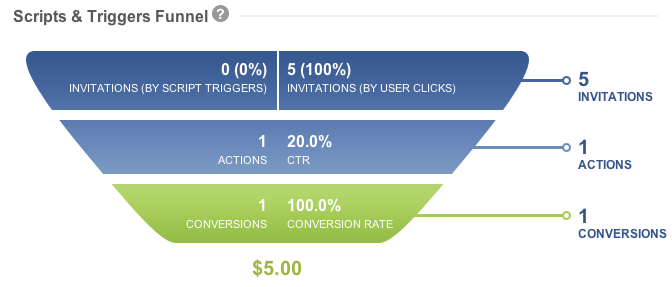 Scripts & Triggers Funnel ?
0 (0%) 5 (100%)
INVITATIONS (BY SCRIPT TRIGGERS) INVITATIONS (BY USER CLICKS)
5
INVITATIONS
1 20.0%
ACTIONS CTR
1
ACTIONS
1 100.0%
CONVERSIONS CONVERSION RATE
1
CONVERSIONS
$5.00